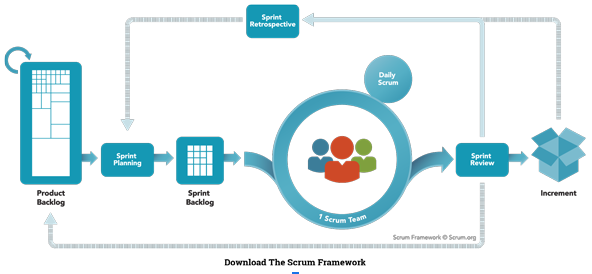 Sprint
Retrospective
Daily
Scrum
Sprint
Planning
Sprint
Review
Product
Backlog
Sprint
Backlog
1 Scrum Team
Increment
Scrum Framework © Scrum.org
Download The Scrum Framework